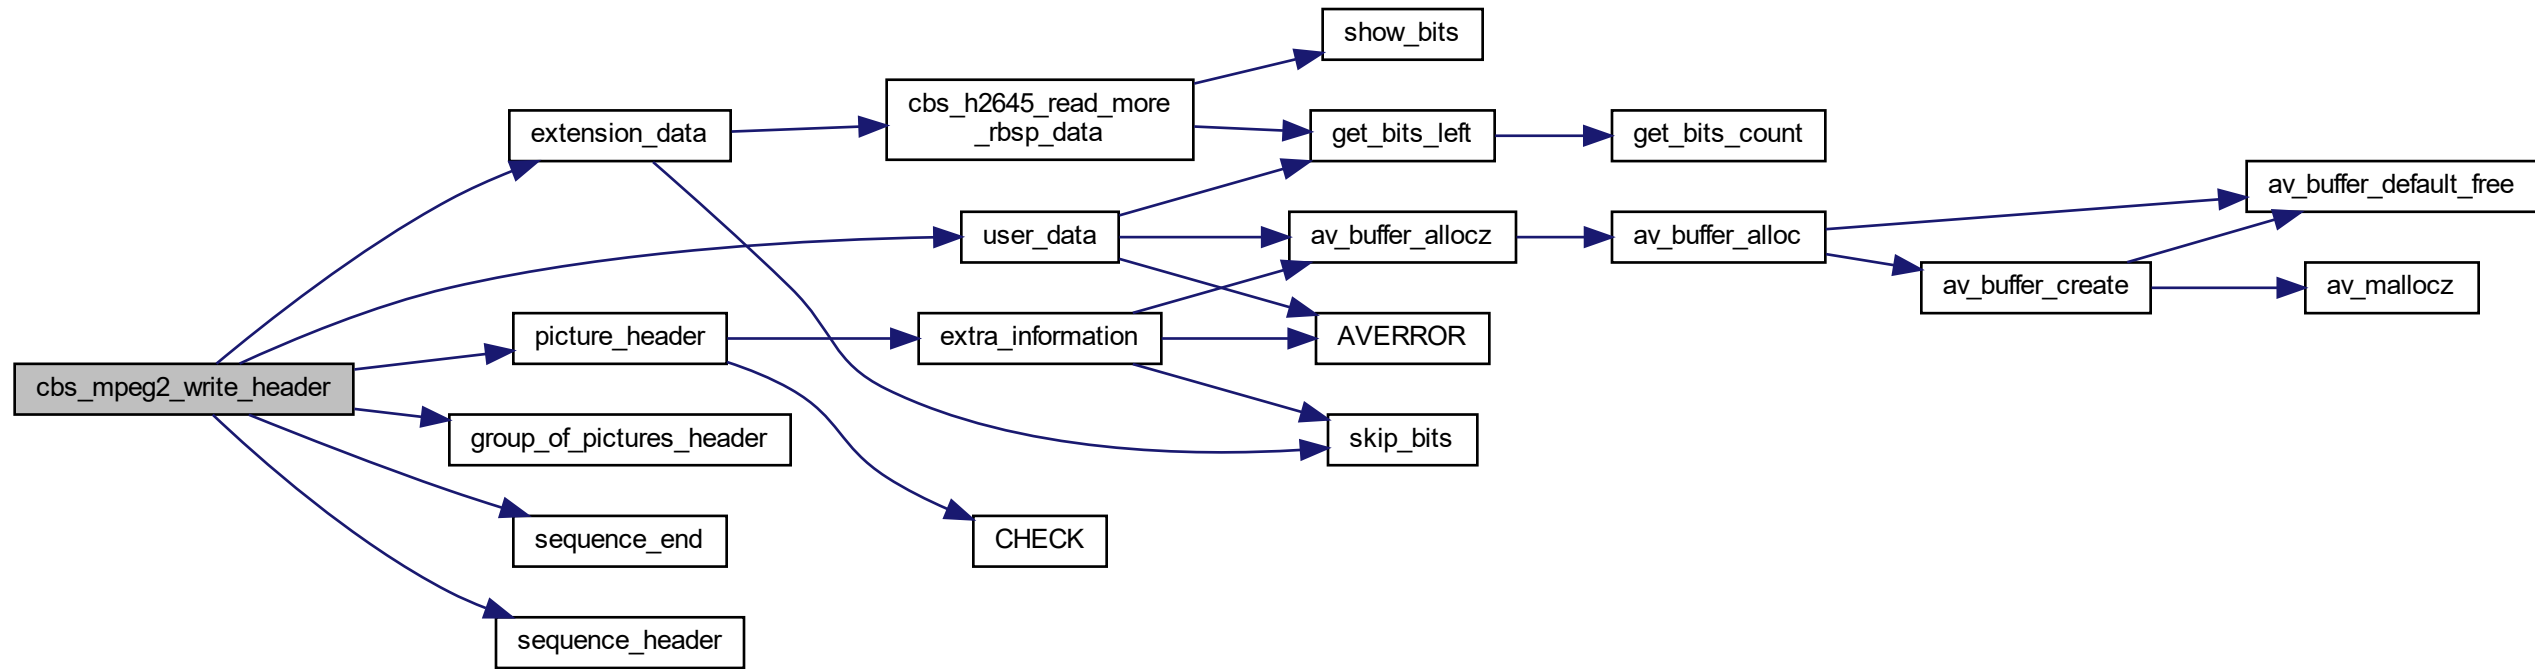 show_bits
cbs_h2645_read_more
_rbsp_data
extension_data
get_bits_left
get_bits_count
av_buffer_default_free
user_data
av_buffer_allocz
av_buffer_alloc
av_buffer_create
av_mallocz
picture_header
extra_information
AVERROR
cbs_mpeg2_write_header
group_of_pictures_header
skip_bits
sequence_end
CHECK
sequence_header